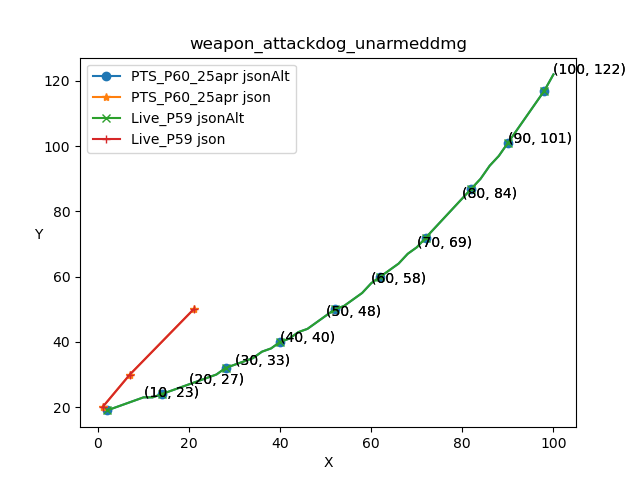 weapon_attackdog_unarmeddmg
PTS_P60_25apr jsonAlt
PTS_P60_25apr json
Live_P59 jsonAlt
Live_P59 json
(100, 122)
(90, 101)
(80, 84)
(70, 69)
(60, 58)
(50, 48)
(40, 40)
(30, 33)
(20, 27)
(10, 23)
120
100
80
60
40
20
Y
0 20 40 60 80 100
X